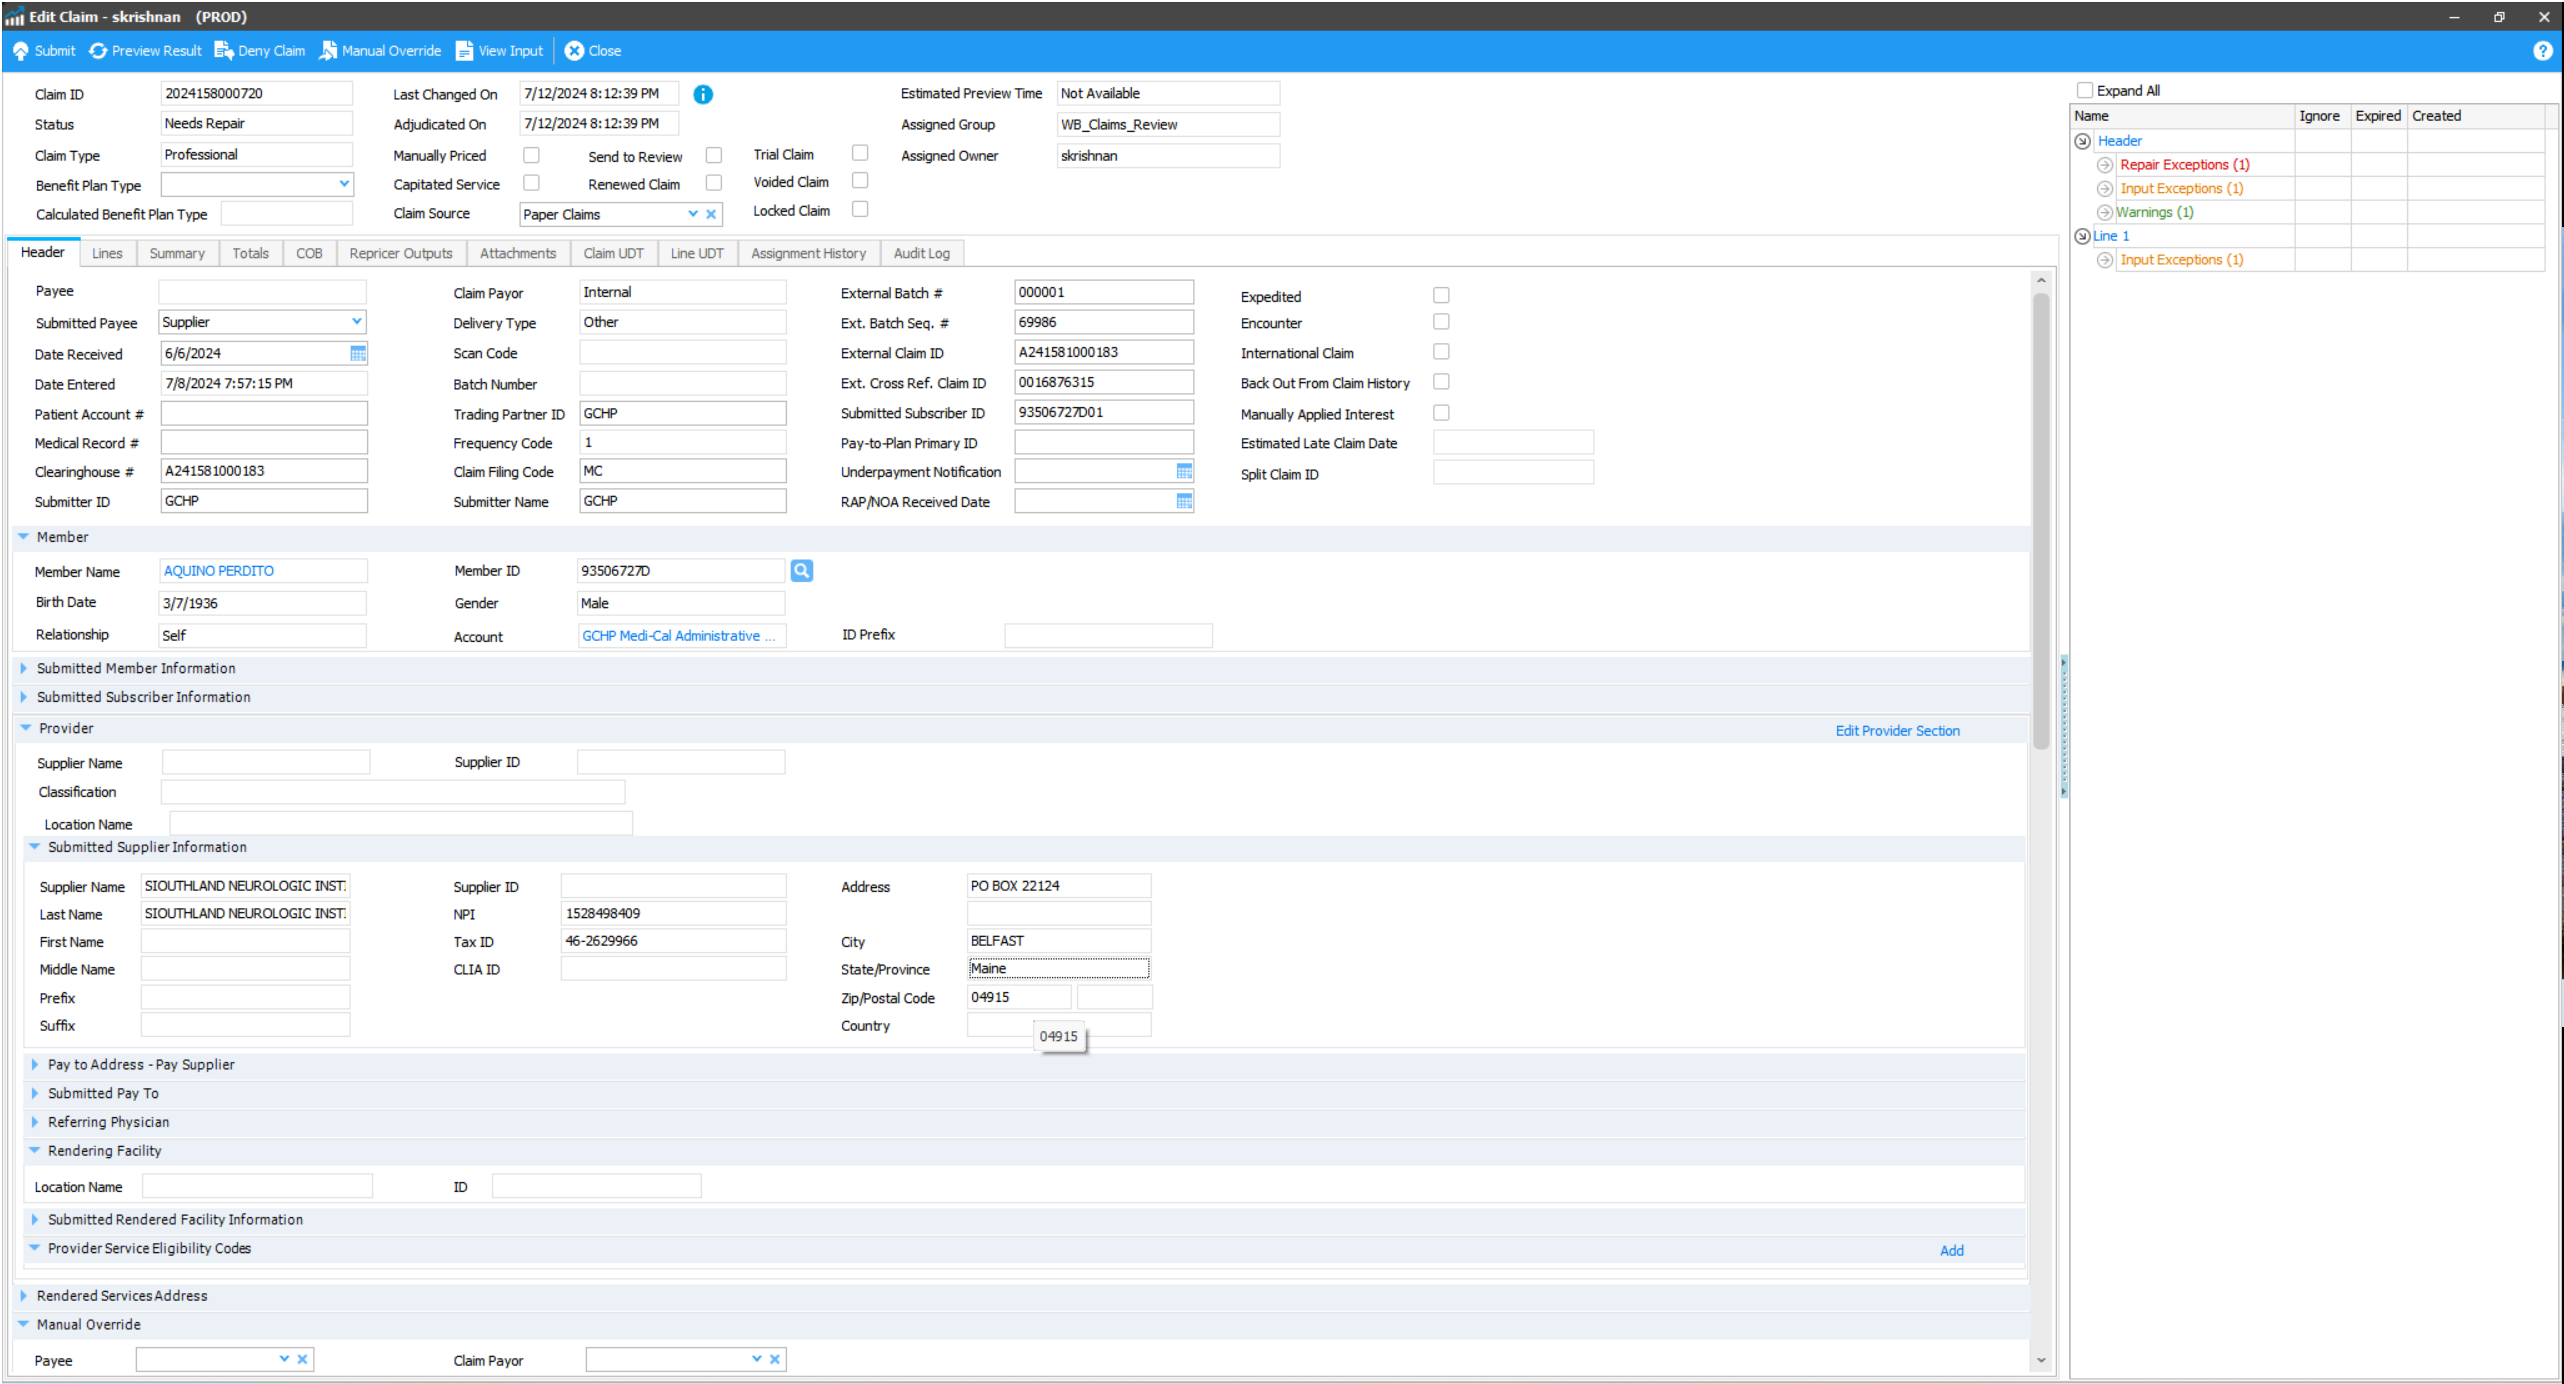 Edit Claim - skrishnan (PROD)
Submit Preview Result Deny Claim Manual Override View Input Close
Claim ID 2024158000720 Last Changed On 7/12/2024 8:12:39 PM Estimated Preview Time Not Available
Status Needs Repair Adjudicated On 7/12/2024 8:12:39 PM Assigned Group WB_Claims_Review
Claim Type Professional Manually Priced Send to Review Trial Claim Assigned Owner skrishnan
Benefit Plan Type Capitated Service Renewed Claim Voided Claim
Calculated Benefit Plan Type Claim Source Paper Claims Locked Claim
Header Lines Summary Totals COB Repricer Outputs Attachments Claim UDT Line UDT Assignment History Audit Log
Payee Claim Payor Internal External Batch # 000001 Expedited
Submitted Payee Supplier Delivery Type Other Ext. Batch Seq. # 69986 Encounter
Date Received 6/6/2024 Scan Code External Claim ID A241581000183 International Claim
Date Entered 7/8/2024 7:57:15 PM Batch Number Ext. Cross Ref. Claim ID 0016876315 Back Out From Claim History
Patient Account # Trading Partner ID GCHP Submitted Subscriber ID 93506727D01 Manually Applied Interest
Medical Record # Frequency Code 1 Pay-to-Plan Primary ID Estimated Late Claim Date
Clearinghouse # A241581000183 Claim Filing Code MC Underpayment Notification Split Claim ID
Submitter ID GCHP Submitter Name GCHP RAP/NOA Received Date
Member
Member Name AQUINO PERDITO Member ID 93506727D
Birth Date 3/7/1936 Gender Male
Relationship Self Account GCHP Medi-Cal Administrative ... ID Prefix
Submitted Member Information
Submitted Subscriber Information
Provider Edit Provider Section
Supplier Name Supplier ID
Classification
Location Name
Submitted Supplier Information
Supplier Name SIOUTHLAND NEUROLOGIC INSTI Supplier ID Address PO BOX 22124
Last Name SIOUTHLAND NEUROLOGIC INSTI NPI 1528498409
First Name Tax ID 46-2629966 City BELFAST
Middle Name CLIA ID State/Province Maine
Prefix Zip/Postal Code 04915
Suffix Country
04915
Pay to Address - Pay Supplier
Submitted Pay To
Referring Physician
Rendering Facility
Location Name ID
Submitted Rendered Facility Information
Provider Service Eligibility Codes Add
Rendered Services Address
Manual Override
Payee Claim Payor
Expand All
Name Ignore Expired Created
Header
Repair Exceptions (1)
Input Exceptions (1)
Warnings (1)
Line 1
Input Exceptions (1)